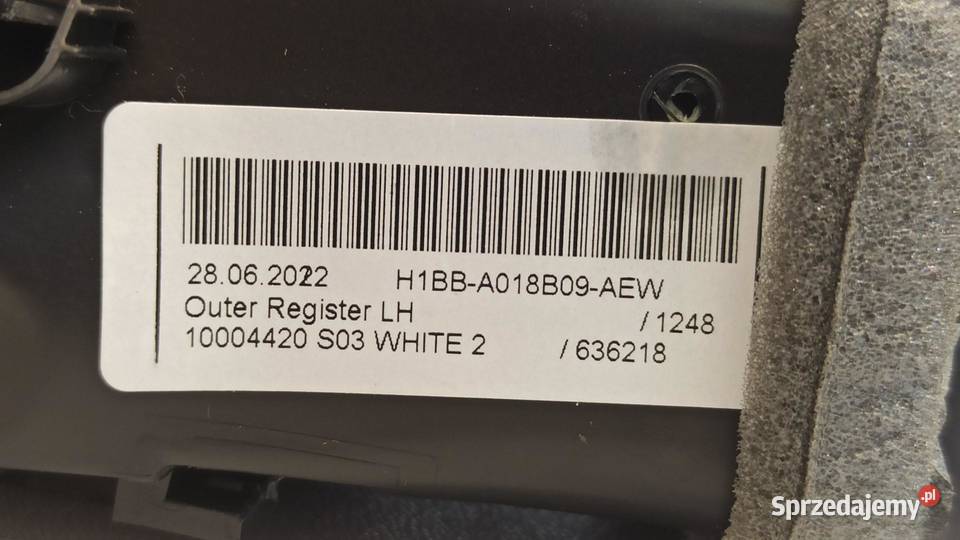 28.06.2022 H1BB-A018B09-AEW
Outer Register LH /1248
10004420 S03 WHITE 2 /636218
Sprzedajemy.pl